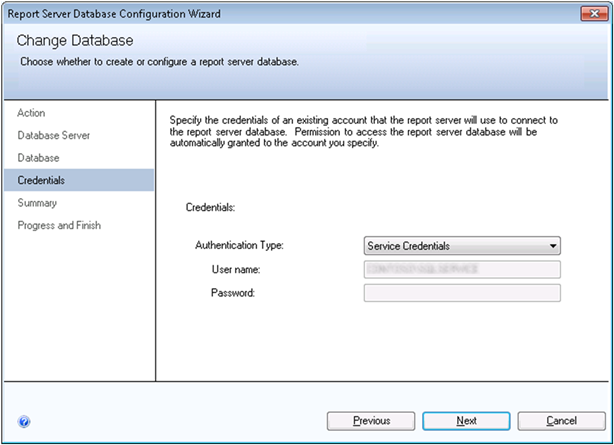 Report Server Database Configuration Wizard
Change Database
Choose whether to create or configure a report server database.
Action
Database Server
Database
Credentials
Summary
Progress and Finish
Specify the credentials of an existing account that the report server will use to connect to
the report server database. Permission to access the report server database will be
automatically granted to the account you specify.
Credentials:
Authentication Type: Service Credentials
User name:
Password:
Previous Next Cancel